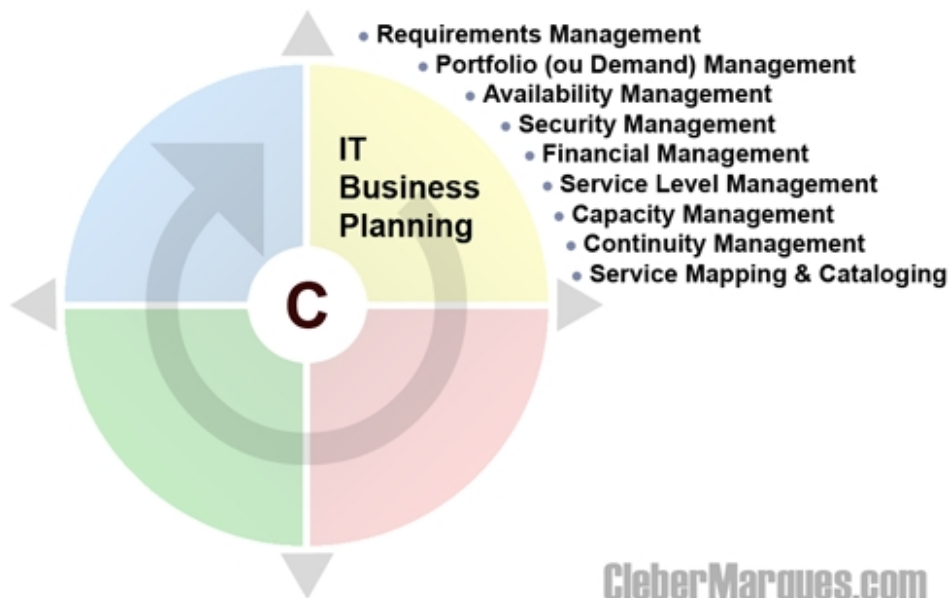 Requirements Management
Portfolio (ou Demand) Management
Availability Management
Security Management
Financial Management
Service Level Management
Capacity Management
Continuity Management
Service Mapping & Cataloging
IT
Business
Planning
C
CleberMarques.com